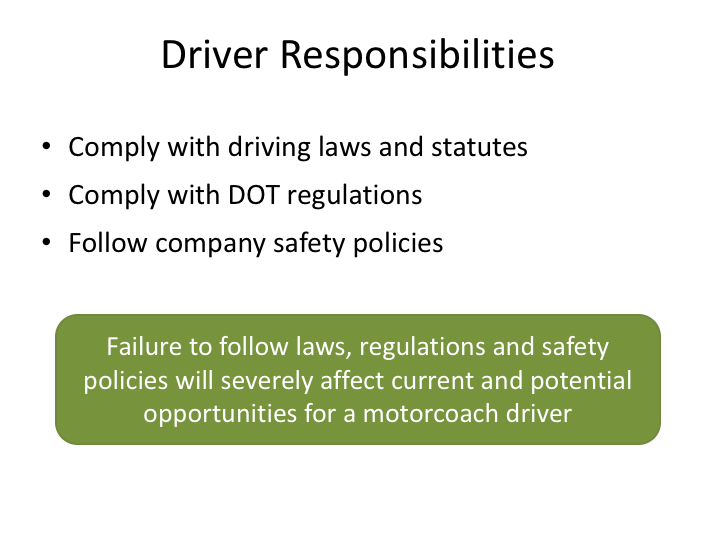 Driver Responsibilities
• Comply with driving laws and statutes
• Comply with DOT regulations
• Follow company safety policies
Failure to follow laws, regulations and safety
policies will severely affect current and potential
opportunities for a motorcoach driver